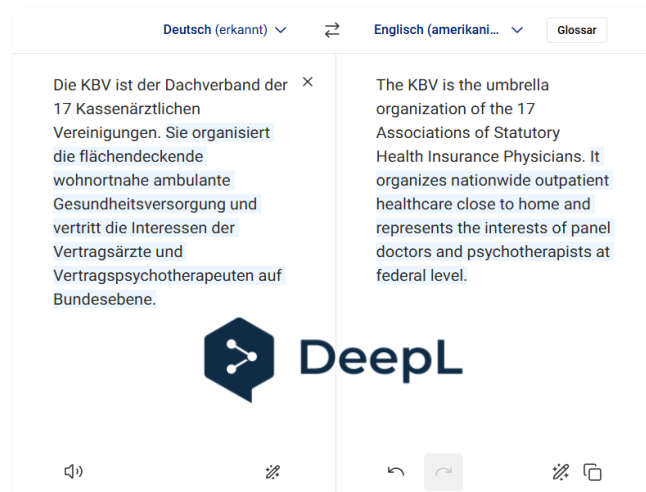 Deutsch (erkannt)
Englisch (amerikani...
Glossar
Die KBV ist der Dachverband der
17 Kassenärztlichen
Vereinigungen. Sie organisiert
die flächendeckende
wohnortnahe ambulante
Gesundheitsversorgung und
vertritt die Interessen der
Vertragsärzte und
Vertragspsychotherapeuten auf
Bundesebene.
The KBV is the umbrella
organization of the 17
Associations of Statutory
Health Insurance Physicians. It
organizes nationwide outpatient
healthcare close to home and
represents the interests of panel
doctors and psychotherapists at
federal level.
DeepL